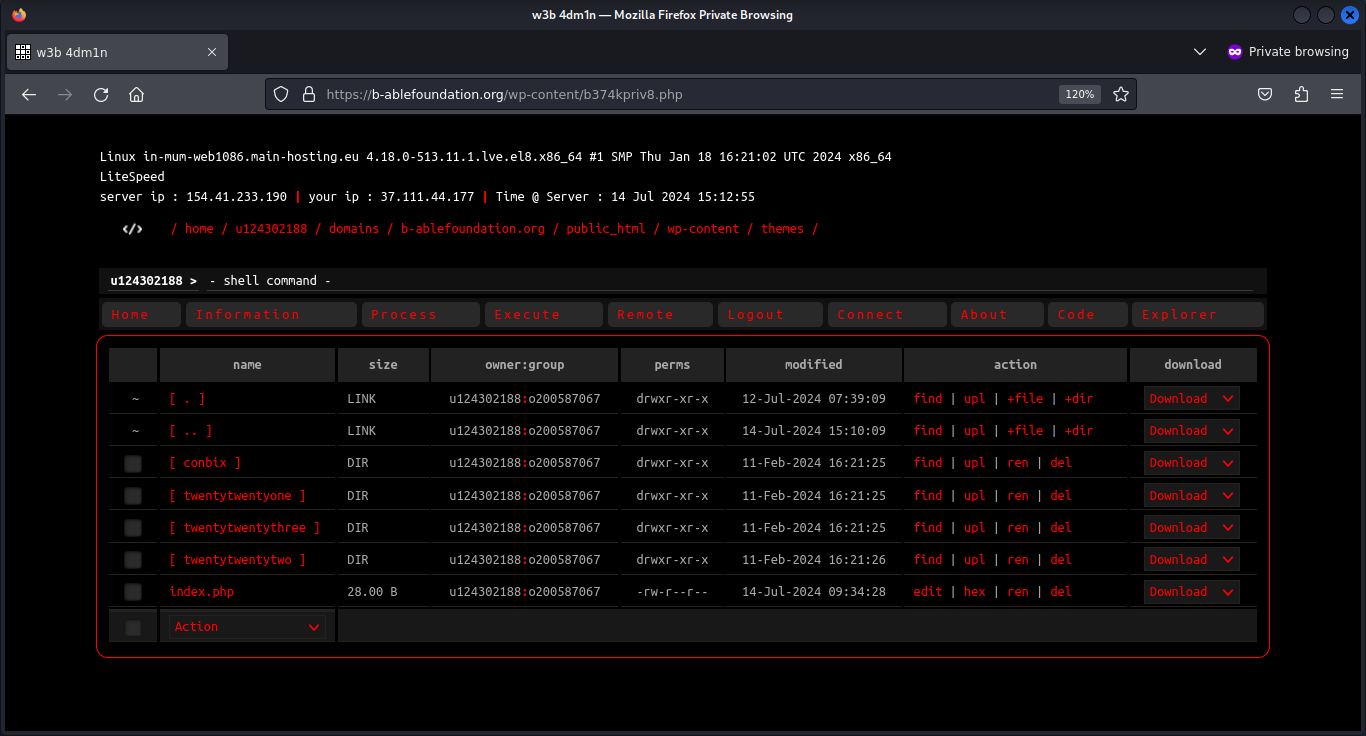 w3b 4dm1n — Mozilla Firefox Private Browsing
w3b 4dm1n
Private browsing
https://b-ablefoundation.org/wp-content/b374kpriv8.php 120%
Linux in-mum-web1086.main-hosting.eu 4.18.0-513.11.1.lve.el8.x86_64 #1 SMP Thu Jan 18 16:21:02 UTC 2024 x86_64
LiteSpeed
server ip : 154.41.233.190 | your ip : 37.111.44.177 | Time @ Server : 14 Jul 2024 15:12:55
</> / home / u124302188 / domains / b-ablefoundation.org / public_html / wp-content / themes /
u124302188 > - shell command -
Home Information Process Execute Remote Logout Connect About Code Explorer
name size owner:group perms modified action download
~ [ . ] LINK u124302188:o200587067 drwxr-xr-x 12-Jul-2024 07:39:09 find | upl | +file | +dir Download
~ [ .. ] LINK u124302188:o200587067 drwxr-xr-x 14-Jul-2024 15:10:09 find | upl | +file | +dir Download
[ conbix ] DIR u124302188:o200587067 drwxr-xr-x 11-Feb-2024 16:21:25 find | upl | ren | del Download
[ twentytwentyone ] DIR u124302188:o200587067 drwxr-xr-x 11-Feb-2024 16:21:25 find | upl | ren | del Download
[ twentytwentythree ] DIR u124302188:o200587067 drwxr-xr-x 11-Feb-2024 16:21:25 find | upl | ren | del Download
[ twentytwentytwo ] DIR u124302188:o200587067 drwxr-xr-x 11-Feb-2024 16:21:26 find | upl | ren | del Download
index.php 28.00 B u124302188:o200587067 -rw-r--r-- 14-Jul-2024 09:34:28 edit | hex | ren | del Download
Action